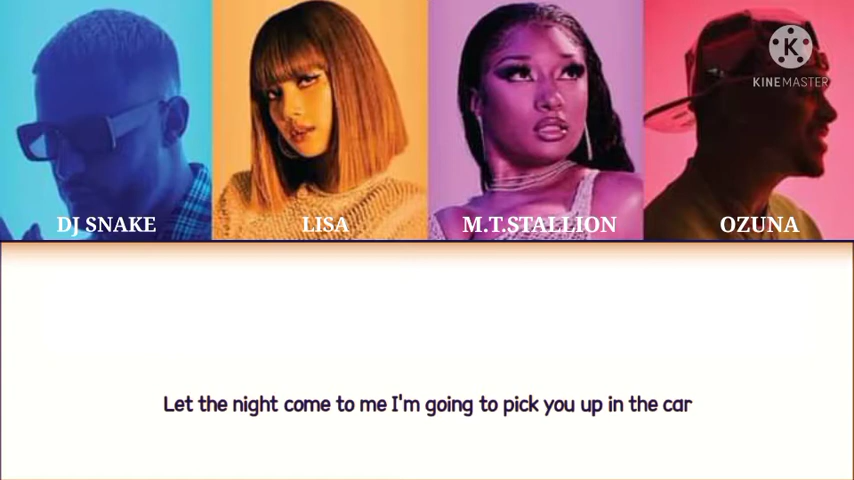 K
KINEMASTER
DJ SNAKE
LISA
M.T.STALLION
OZUNA
Let the night come to me I'm going to pick you up in the car